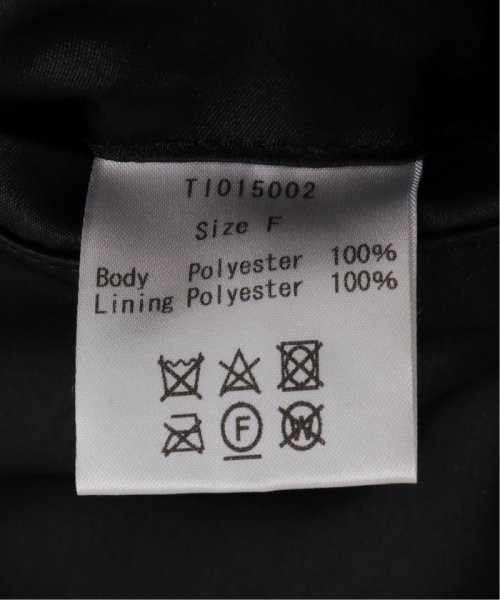 TI015002
Size F
Body Polyester 100%
Lining Polyester 100%
F
W